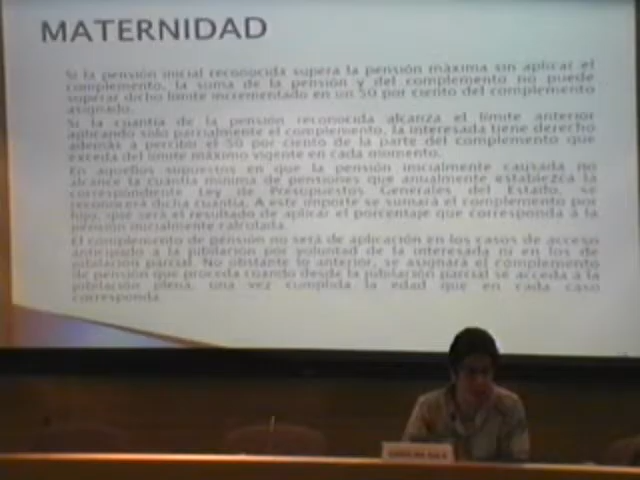 MATERNIDAD
Si la pensión inicial reconocida supera la pensión máxima sin aplicar el
complemento, la suma de la pensión y del complemento no puede
superar dicho límite incrementado en un 50 por ciento del complemento
asignado.
Si la cuantía de la pensión reconocida alcanza el límite anterior
aplicando solo parcialmente el complemento, la interesada tiene derecho
además a percibir el 50 por ciento de la parte del complemento que
exceda del límite máximo vigente en cada momento.
En aquellos supuestos en que la pensión inicialmente causada no
alcance la cuantía mínima de pensiones que anualmente establezca la
correspondiente Ley de Presupuestos Generales del Estado, se
reconocerá dicha cuantía. A este importe se sumará el complemento por
hijo, que será el resultado de aplicar el porcentaje que corresponda a la
pensión inicialmente calculada.
El complemento de pensión no será de aplicación en los casos de acceso
anticipado a la jubilación por voluntad de la interesada ni en los de
jubilación parcial. No obstante lo anterior, se asignará el complemento
de pensión que proceda cuando desde la jubilación parcial se acceda a la
jubilación plena, una vez cumplida la edad que en cada caso
corresponda.